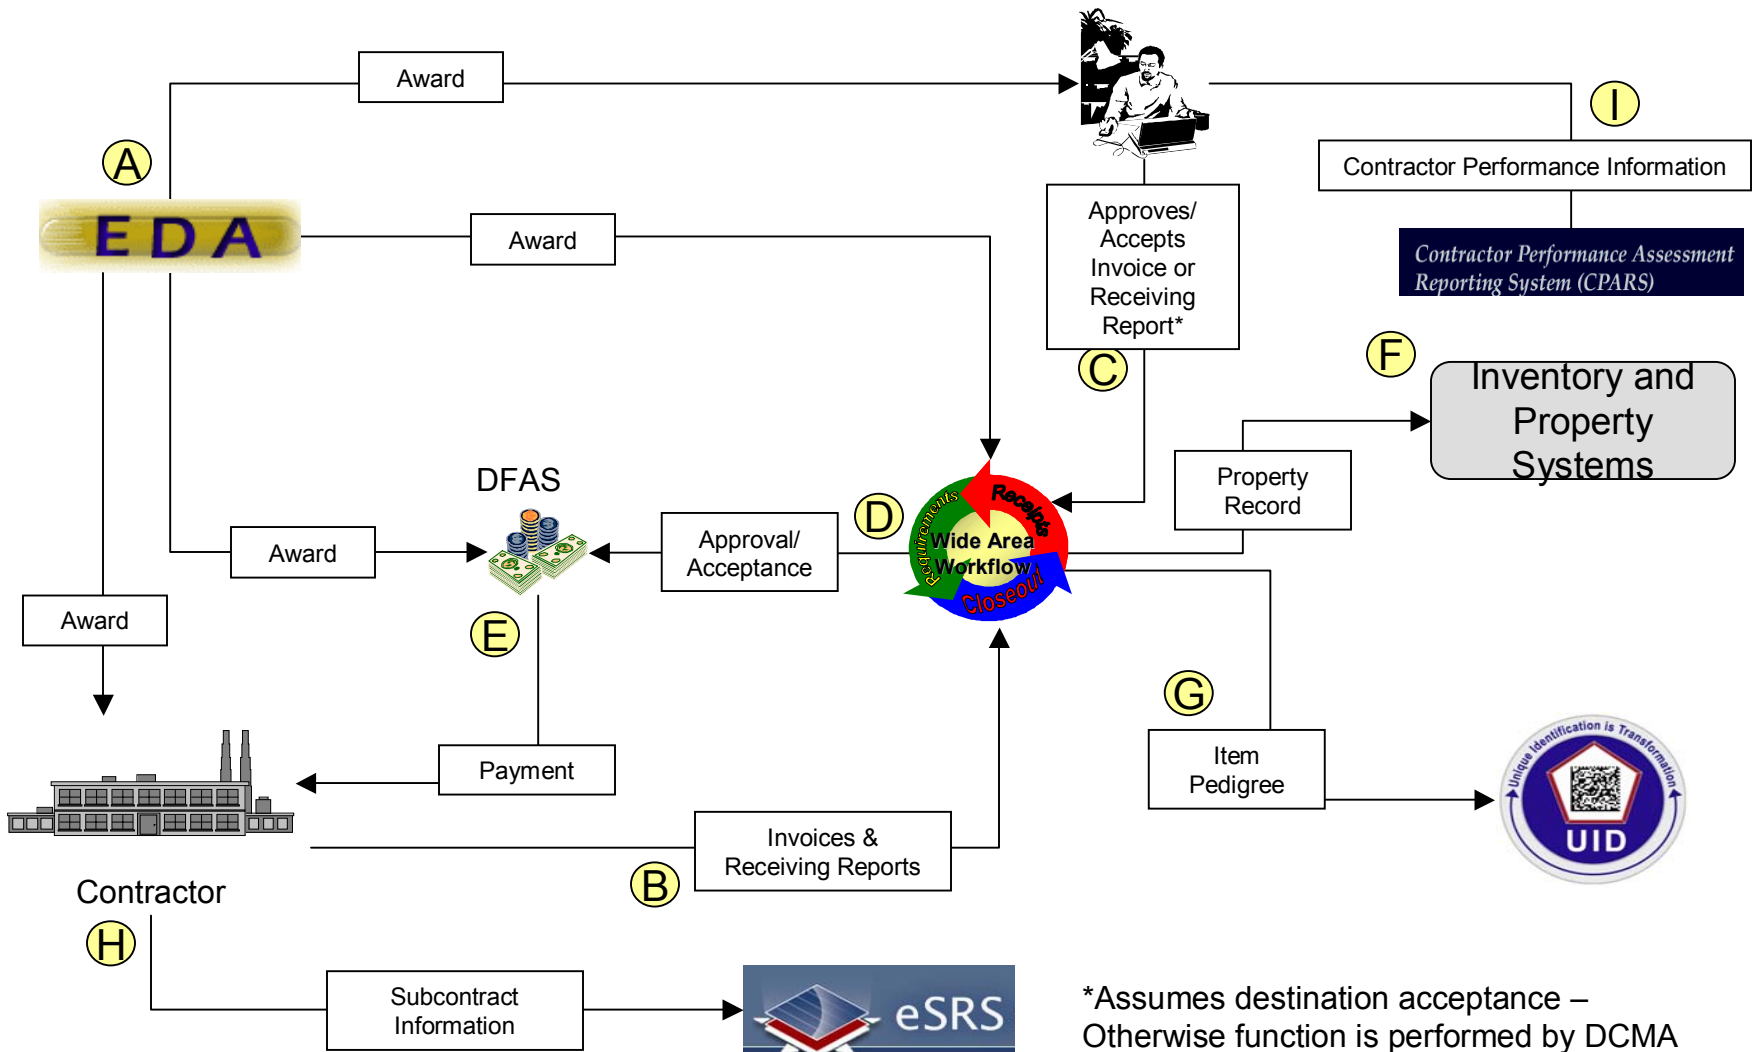 Award
I
A
Contractor Performance Information
EDA
Award
Approves/
Accepts
Invoice or
Receiving
Report*
Contractor Performance Assessment
Reporting System (CPARS)
C
F
Inventory and
Property
Systems
DFAS
D
Requirements
Receipts
Wide Area
Workflow
Closeout
Property
Record
Award
Approval/
Acceptance
Award
E
G
Payment
Item
Pedigree
Unique Identification is Transformation
UID
Invoices &
Receiving Reports
B
Contractor
H
Subcontract
Information
eSRS
*Assumes destination acceptance –
Otherwise function is performed by DCMA